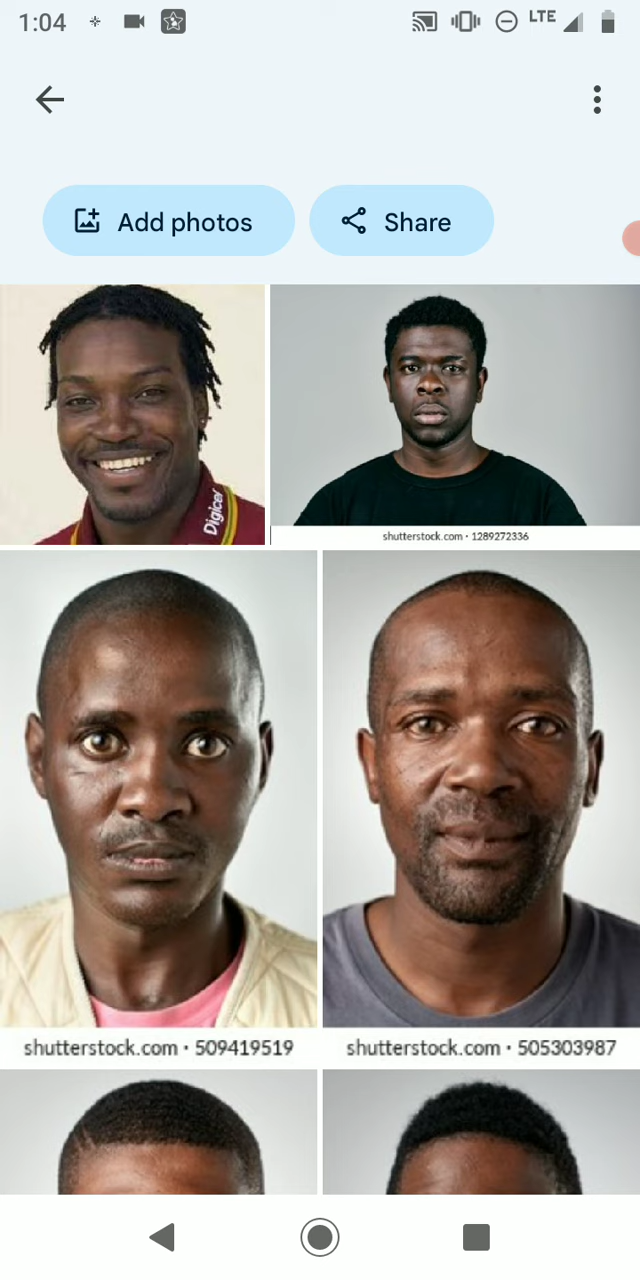 1:04
LTE
Add photos
Share
Digicel
shutterstock.com · 1289272336
shutterstock.com · 509419519
shutterstock.com · 505303987